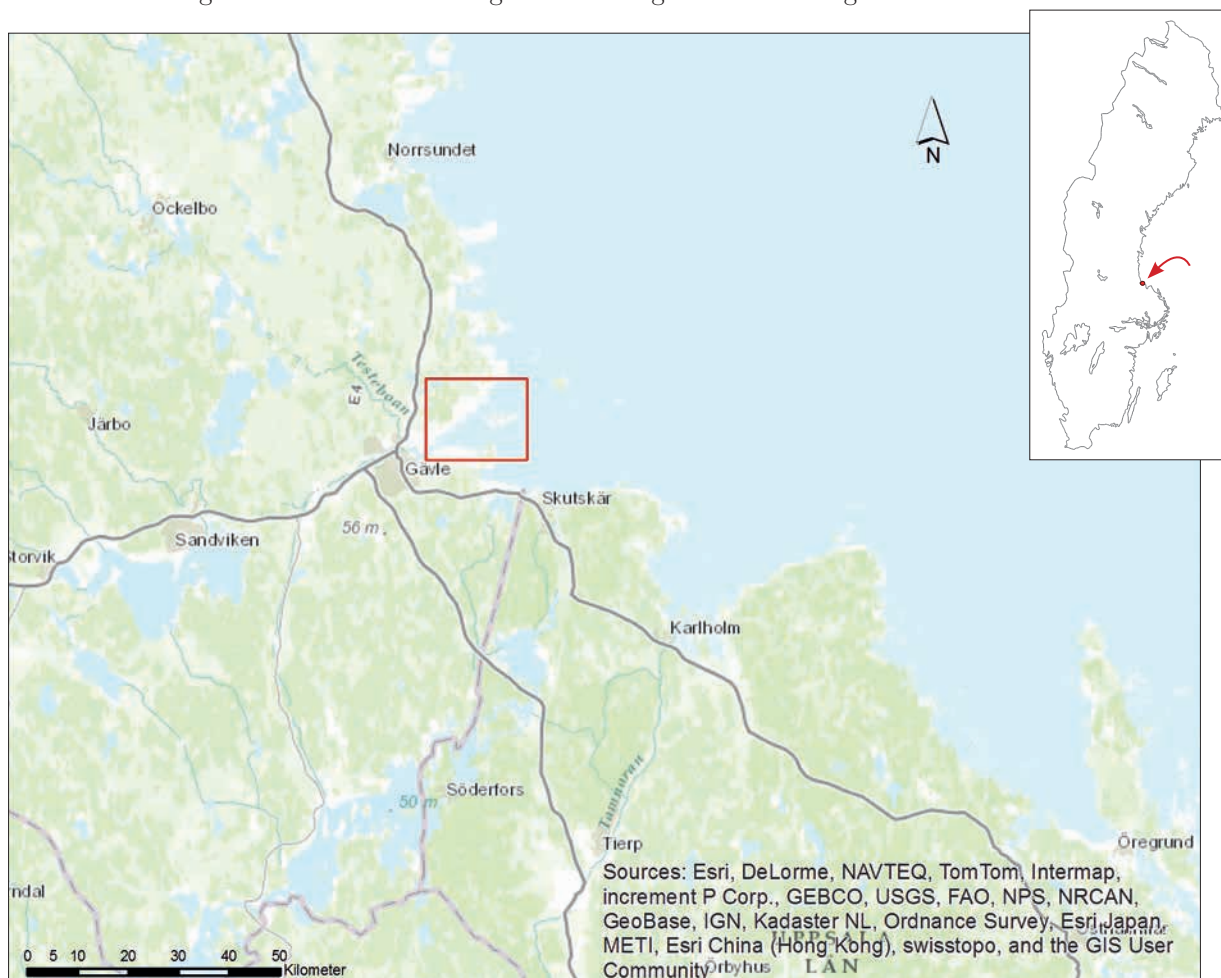 N
Norrsundet
Ockelbo
Testeboån
E4
Järbo
Gävle
Skutskär
56 m
Sandviken
Storvik
Karlholm
50 m
Söderfors
Tamnaran
Tierp
Öregrund
rndal
Sources: Esri, DeLorme, NAVTEQ, TomTom, Intermap,
increment P Corp., GEBCO, USGS, FAO, NPS, NRCAN,
GeoBase, IGN, Kadaster NL, Ordnance Survey, Esri Japan,
METI, Esri China (Hong Kong), swisstopo, and the GIS User
Community
UPPSALA
LÄN
Örbyhus
0 5 10 20 30 40 50
Kilometer